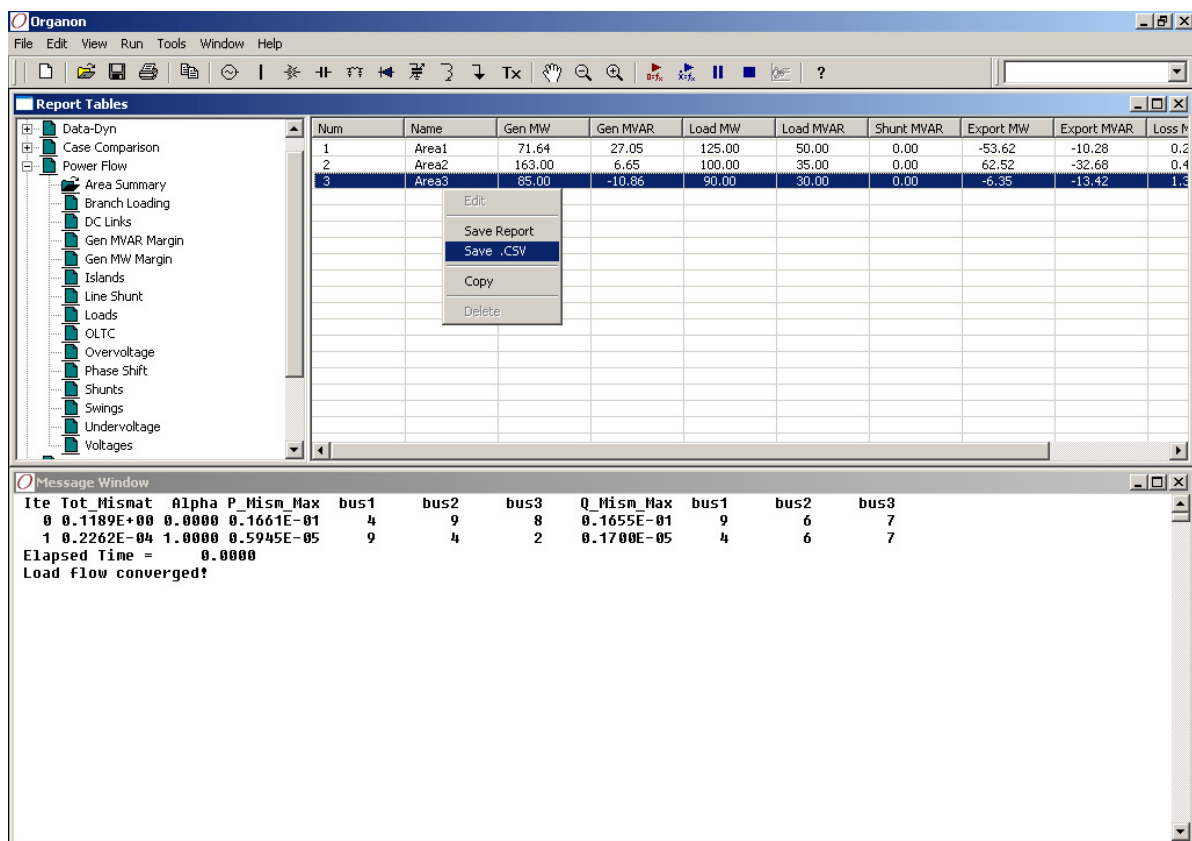 Organon
File Edit View Run Tools Window Help
Tx ?
Report Tables
Data-Dyn
Case Comparison
Power Flow
Area Summary
Branch Loading
DC Links
Gen MVAR Margin
Gen MW Margin
Islands
Line Shunt
Loads
OLTC
Overvoltage
Phase Shift
Shunts
Swings
Undervoltage
Voltages
Num Name Gen MW Gen MVAR Load MW Load MVAR Shunt MVAR Export MW Export MVAR Loss M
1 Area1 71.64 27.05 125.00 50.00 0.00 -53.62 -10.28 0.2
2 Area2 163.00 6.65 100.00 35.00 0.00 62.52 -32.68 0.4
3 Area3 85.00 -10.86 90.00 30.00 0.00 -6.35 -13.42 1.3
Edit
Save Report
Save .CSV
Copy
Delete
Message Window
Ite Tot_Mismat Alpha P_Mism_Max bus1 bus2 bus3 Q_Mism_Max bus1 bus2 bus3
0 0.1189E+00 0.0000 0.1661E-01 4 9 8 0.1655E-01 9 6 7
1 0.2262E-04 1.0000 0.5945E-05 9 4 2 0.1700E-05 4 6 7
Elapsed Time = 0.0000
Load flow converged!